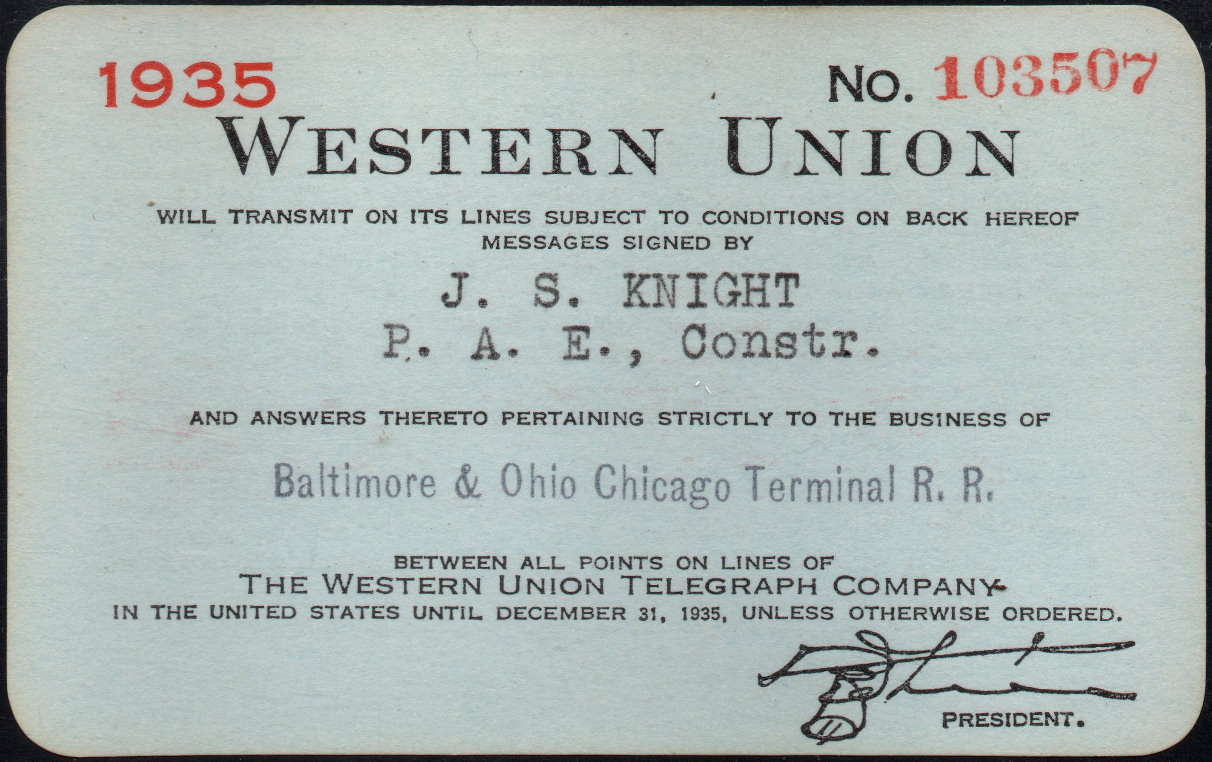 1935 No. 103507
WESTERN UNION
WILL TRANSMIT ON ITS LINES SUBJECT TO CONDITIONS ON BACK HEREOF
MESSAGES SIGNED BY
J. S. KNIGHT
P. A. E., Constr.
AND ANSWERS THERETO PERTAINING STRICTLY TO THE BUSINESS OF
Baltimore & Ohio Chicago Terminal R. R.
BETWEEN ALL POINTS ON LINES OF
THE WESTERN UNION TELEGRAPH COMPANY
IN THE UNITED STATES UNTIL DECEMBER 31, 1935, UNLESS OTHERWISE ORDERED.
PRESIDENT.